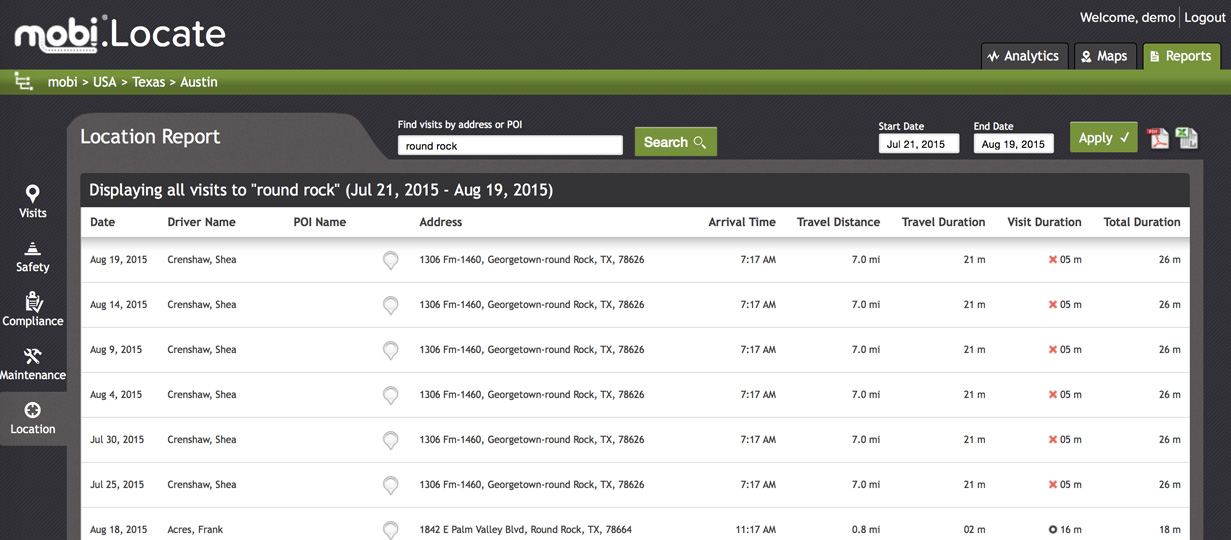 mobi.Locate
Welcome, demo | Logout
Analytics Maps Reports
mobi > USA > Texas > Austin
Location Report
Find visits by address or POI
round rock
Search
Start Date
Jul 21, 2015
End Date
Aug 19, 2015
Apply
Visits
Safety
Compliance
Maintenance
Location
Displaying all visits to "round rock" (Jul 21, 2015 - Aug 19, 2015)
Date Driver Name POI Name Address Arrival Time Travel Distance Travel Duration Visit Duration Total Duration
Aug 19, 2015 Crenshaw, Shea 1306 Fm-1460, Georgetown-round Rock, TX, 78626 7:17 AM 7.0 mi 21 m 05 m 26 m
Aug 14, 2015 Crenshaw, Shea 1306 Fm-1460, Georgetown-round Rock, TX, 78626 7:17 AM 7.0 mi 21 m 05 m 26 m
Aug 9, 2015 Crenshaw, Shea 1306 Fm-1460, Georgetown-round Rock, TX, 78626 7:17 AM 7.0 mi 21 m 05 m 26 m
Aug 4, 2015 Crenshaw, Shea 1306 Fm-1460, Georgetown-round Rock, TX, 78626 7:17 AM 7.0 mi 21 m 05 m 26 m
Jul 30, 2015 Crenshaw, Shea 1306 Fm-1460, Georgetown-round Rock, TX, 78626 7:17 AM 7.0 mi 21 m 05 m 26 m
Jul 25, 2015 Crenshaw, Shea 1306 Fm-1460, Georgetown-round Rock, TX, 78626 7:17 AM 7.0 mi 21 m 05 m 26 m
Aug 18, 2015 Acres, Frank 1842 E Palm Valley Blvd, Round Rock, TX, 78664 11:17 AM 0.8 mi 02 m 16 m 18 m